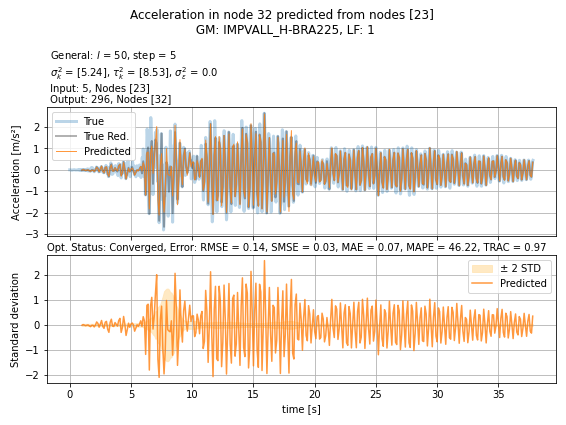 Acceleration in node 32 predicted from nodes [23]
GM: IMPVALL_H-BRA225, LF: 1
General: l = 50, step = 5
σ²ₖ = [5.24], τ²ₖ = [8.53], σ²ε = 0.0
Input: 5, Nodes [23]
Output: 296, Nodes [32]
True
True Red.
Predicted
Acceleration [m/s²]
2
1
0
−1
−2
−3
Opt. Status: Converged, Error: RMSE = 0.14, SMSE = 0.03, MAE = 0.07, MAPE = 46.22, TRAC = 0.97
± 2 STD
Predicted
Standard deviation
2
1
0
−1
−2
0 5 10 15 20 25 30 35
time [s]